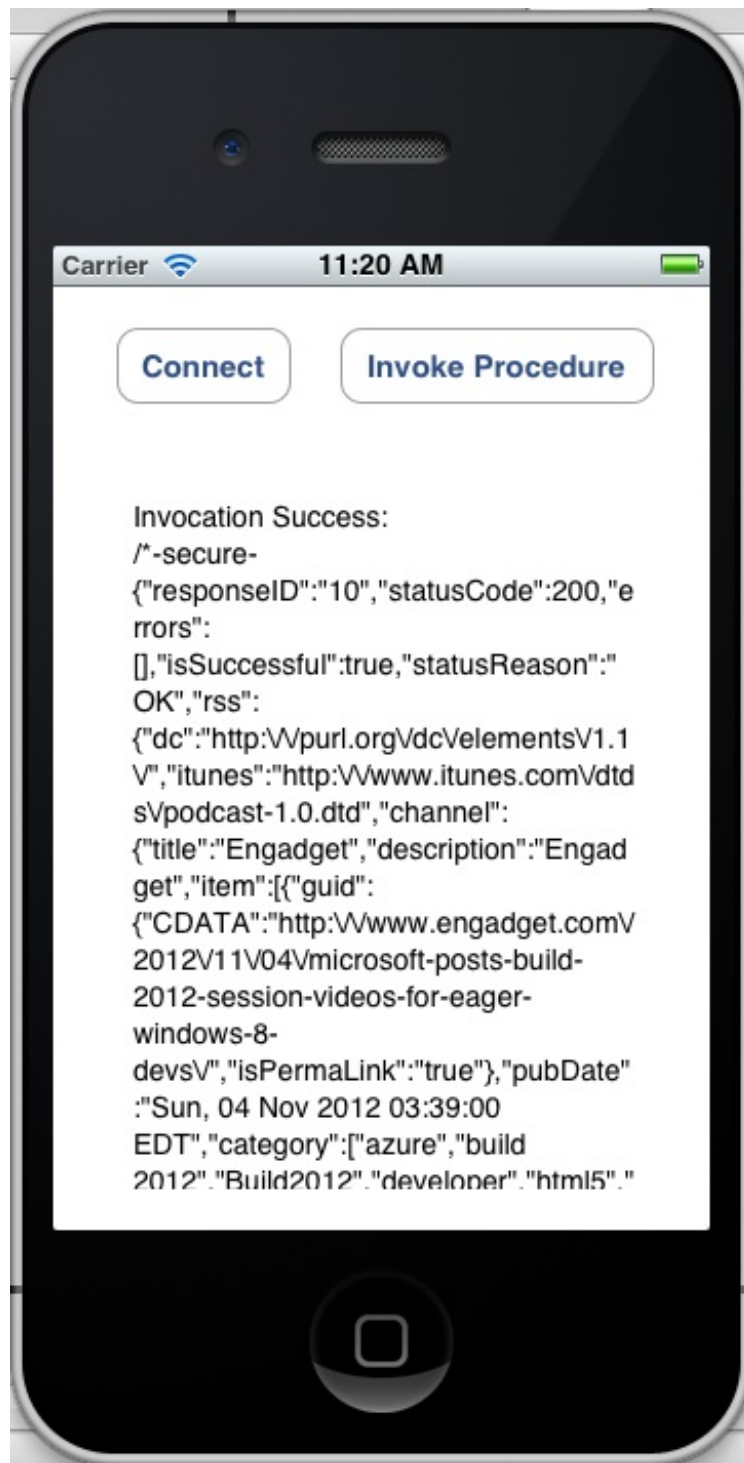 Carrier 11:20 AM
Connect Invoke Procedure
Invocation Success:
/*-secure-
{"responseID":"10","statusCode":200,"e
rrors":
[],"isSuccessful":true,"statusReason":"
OK","rss":
{"dc":"http:\/\/purl.org\/dc\/elements\/1.1
\/","itunes":"http:\/\/www.itunes.com\/dtd
s\/podcast-1.0.dtd","channel":
{"title":"Engadget","description":"Engad
get","item":[{"guid":
{"CDATA":"http:\/\/www.engadget.com\/
2012\/11\/04\/microsoft-posts-build-
2012-session-videos-for-eager-
windows-8-
devs\/","isPermaLink":"true"},"pubDate"
:"Sun, 04 Nov 2012 03:39:00
EDT","category":["azure","build
2012","Build2012","developer","html5","